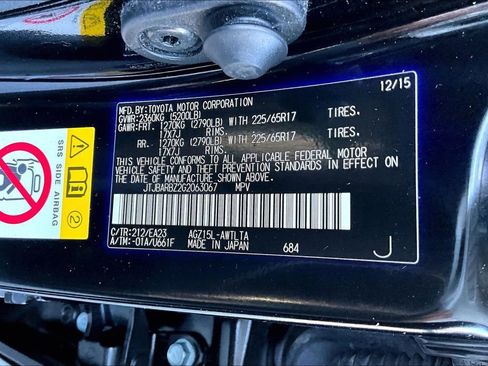 12/15
MFD.BY:TOYOTA MOTOR CORPORATION
GVWR:2360KG (5200LB)
GAWR:FRT. 1270KG (2790LB) WITH 225/65R17 TIRES.
17X7J RIMS.
RR. 1270KG (2790LB) WITH 225/65R17 TIRES.
17X7J RIMS.
THIS VEHICLE CONFORMS TO ALL APPLICABLE FEDERAL MOTOR
VEHICLE SAFETY AND THEFT PREVENTION STANDARDS IN EFFECT ON
THE DATE OF MANUFACTURE SHOWN ABOVE.
JTJBARBZ2G2063067 MPV
C/TR:212/EA23 AGZ15L-AWTLTA
A/TM:-01A/U661F MADE IN JAPAN 684 J
SRS SIDE AIRBAG